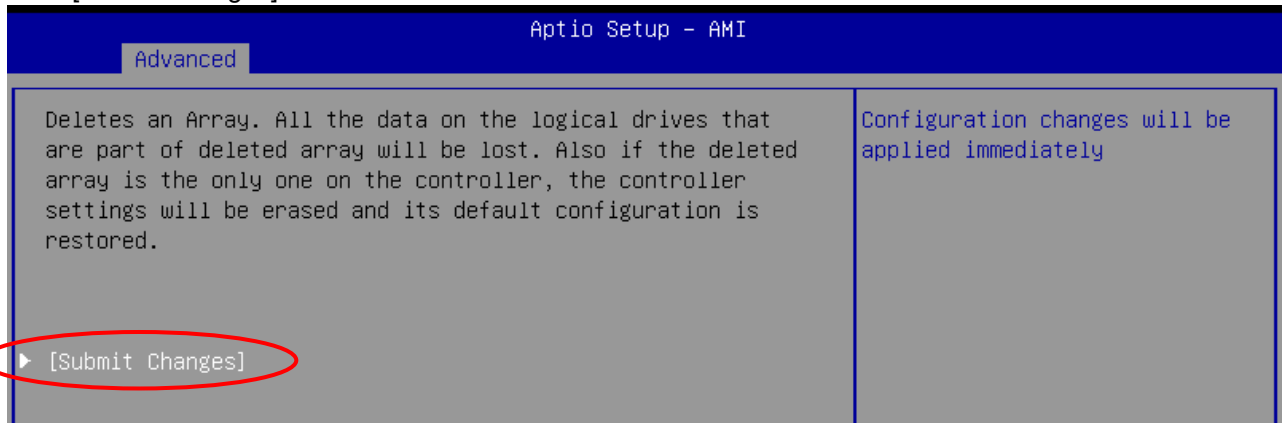 Aptio Setup – AMI
Advanced
Deletes an Array. All the data on the logical drives that
are part of deleted array will be lost. Also if the deleted
array is the only one on the controller, the controller
settings will be erased and its default configuration is
restored.
[Submit Changes]
Configuration changes will be
applied immediately